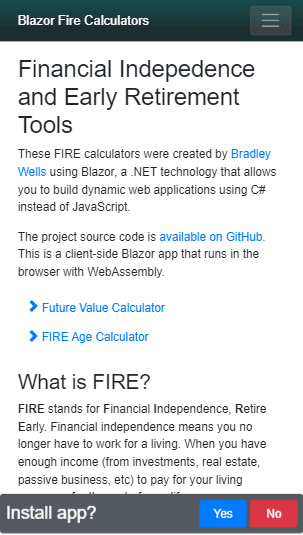 Blazor Fire Calculators
Financial Indepedence
and Early Retirement
Tools
These FIRE calculators were created by Bradley
Wells using Blazor, a .NET technology that allows
you to build dynamic web applications using C#
instead of JavaScript.
The project source code is available on GitHub.
This is a client-side Blazor app that runs in the
browser with WebAssembly.
Future Value Calculator
FIRE Age Calculator
What is FIRE?
FIRE stands for Financial Independence, Retire
Early. Financial independence means you no
longer have to work for a living. When you have
enough income (from investments, real estate,
passive business, etc) to pay for your living
Install app?
Yes
No